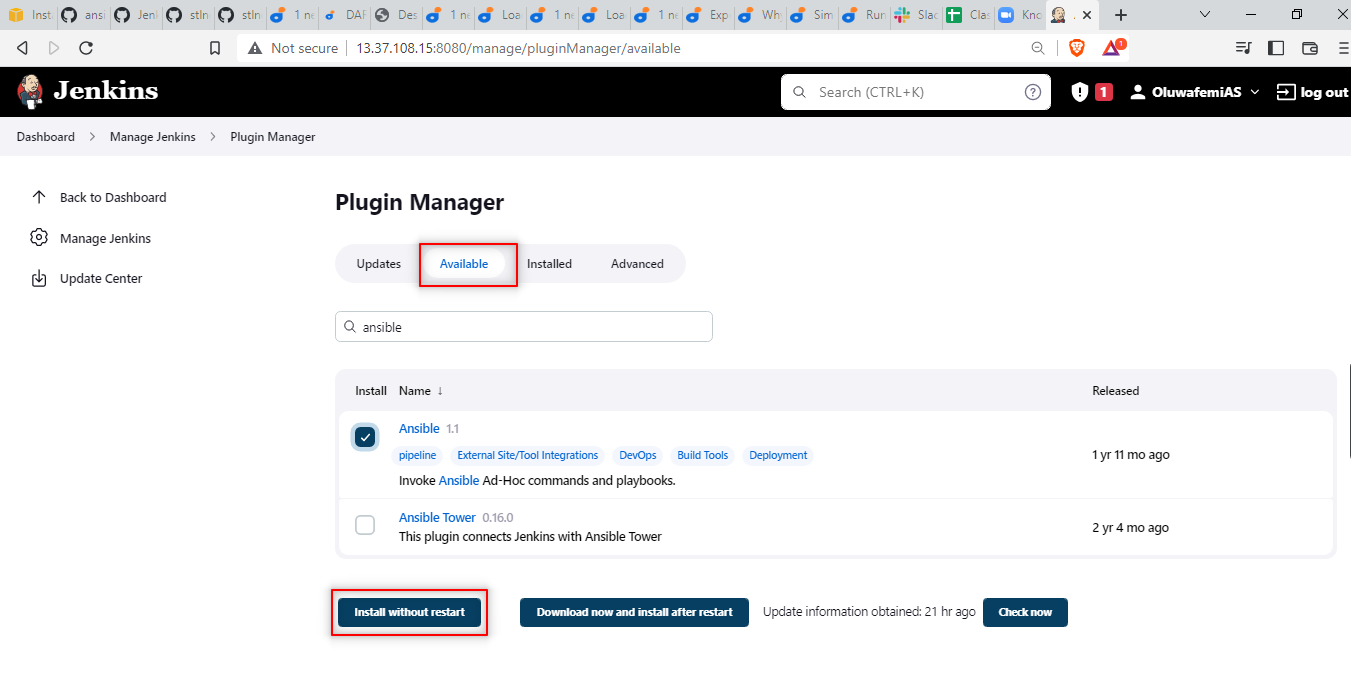 Inst
ansi
Jenl
stln
stln
1 ne
DAF
Des
1 ne
Loa
1 ne
Loa
1 ne
Exp
Why
Sim
Run
Slac
Clas
Knc
Not secure
13.37.108.15:8080/manage/pluginManager/available
1
Jenkins
Search (CTRL+K)
?
1
OluwafemiAS
log out
Dashboard > Manage Jenkins > Plugin Manager
Back to Dashboard
Manage Jenkins
Update Center
Plugin Manager
Updates
Available
Installed
Advanced
ansible
Install Name ↓ Released
Ansible 1.1
pipeline External Site/Tool Integrations DevOps Build Tools Deployment
Invoke Ansible Ad-Hoc commands and playbooks.
1 yr 11 mo ago
Ansible Tower 0.16.0
This plugin connects Jenkins with Ansible Tower
2 yr 4 mo ago
Install without restart
Download now and install after restart
Update information obtained: 21 hr ago
Check now